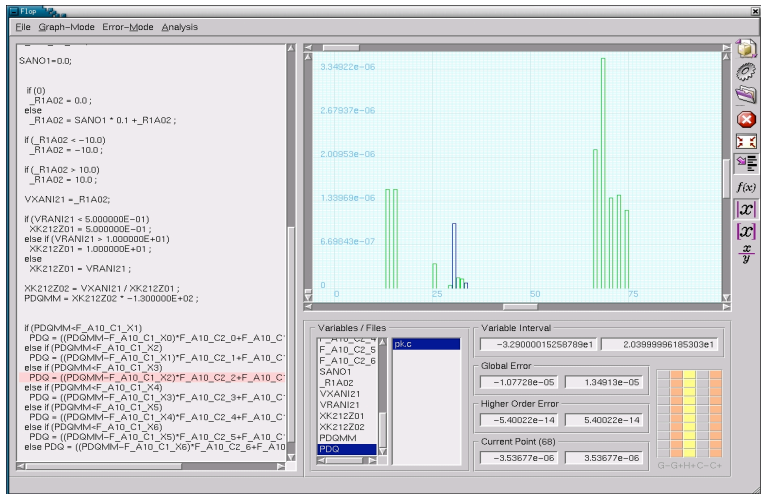 Flop
File Graph-Mode Error-Mode Analysis
SANO1=0.0;
if (0)
_R1A02 = 0.0 ;
else
_R1A02 = SANO1 * 0.1 +_R1A02 ;
if (_R1A02 < -10.0)
_R1A02 = -10.0 ;
if (_R1A02 > 10.0)
_R1A02 = 10.0 ;
VXANI21 =_R1A02;
if (VRANI21 < 5.000000E-01)
XK212Z01 = 5.000000E-01 ;
else if (VRANI21 > 1.000000E+01)
XK212Z01 = 1.000000E+01 ;
else
XK212Z01 = VRANI21 ;
XK212Z02 = VXANI21 / XK212Z01 ;
PDQMM = XK212Z02 * -1.300000E+02 ;
if (PDQMM<F_A10_C1_X1)
PDQ = ((PDQMM-F_A10_C1_X0)*F_A10_C2_0+F_A10_C1
else if (PDQMM<F_A10_C1_X2)
PDQ = ((PDQMM-F_A10_C1_X1)*F_A10_C2_1+F_A10_C1
else if (PDQMM<F_A10_C1_X3)
PDQ = ((PDQMM-F_A10_C1_X2)*F_A10_C2_2+F_A10_C1
else if (PDQMM<F_A10_C1_X4)
PDQ = ((PDQMM-F_A10_C1_X3)*F_A10_C2_3+F_A10_C1
else if (PDQMM<F_A10_C1_X5)
PDQ = ((PDQMM-F_A10_C1_X4)*F_A10_C2_4+F_A10_C1
else if (PDQMM<F_A10_C1_X6)
PDQ = ((PDQMM-F_A10_C1_X5)*F_A10_C2_5+F_A10_C1
else PDQ = ((PDQMM-F_A10_C1_X6)*F_A10_C2_6+F_A10
3.34922e-06
2.67937e-06
2.00953e-06
1.33969e-06
6.69843e-07
0
0 25 50 75
f(x)
|x|
[x]
x
y
Variables / Files
F_A10_C2_4
F_A10_C2_5
F_A10_C2_6
SANO1
_R1A02
VXANI21
VRANI21
XK212Z01
XK212Z02
PDQMM
PDQ
pk.c
Variable Interval
-3.29000015258789e1 2.03999996185303e1
Global Error
-1.07728e-05 1.34913e-05
Higher Order Error
-5.40022e-14 5.40022e-14
Current Point (68)
-3.53677e-06 3.53677e-06
G-G+H+C-C+